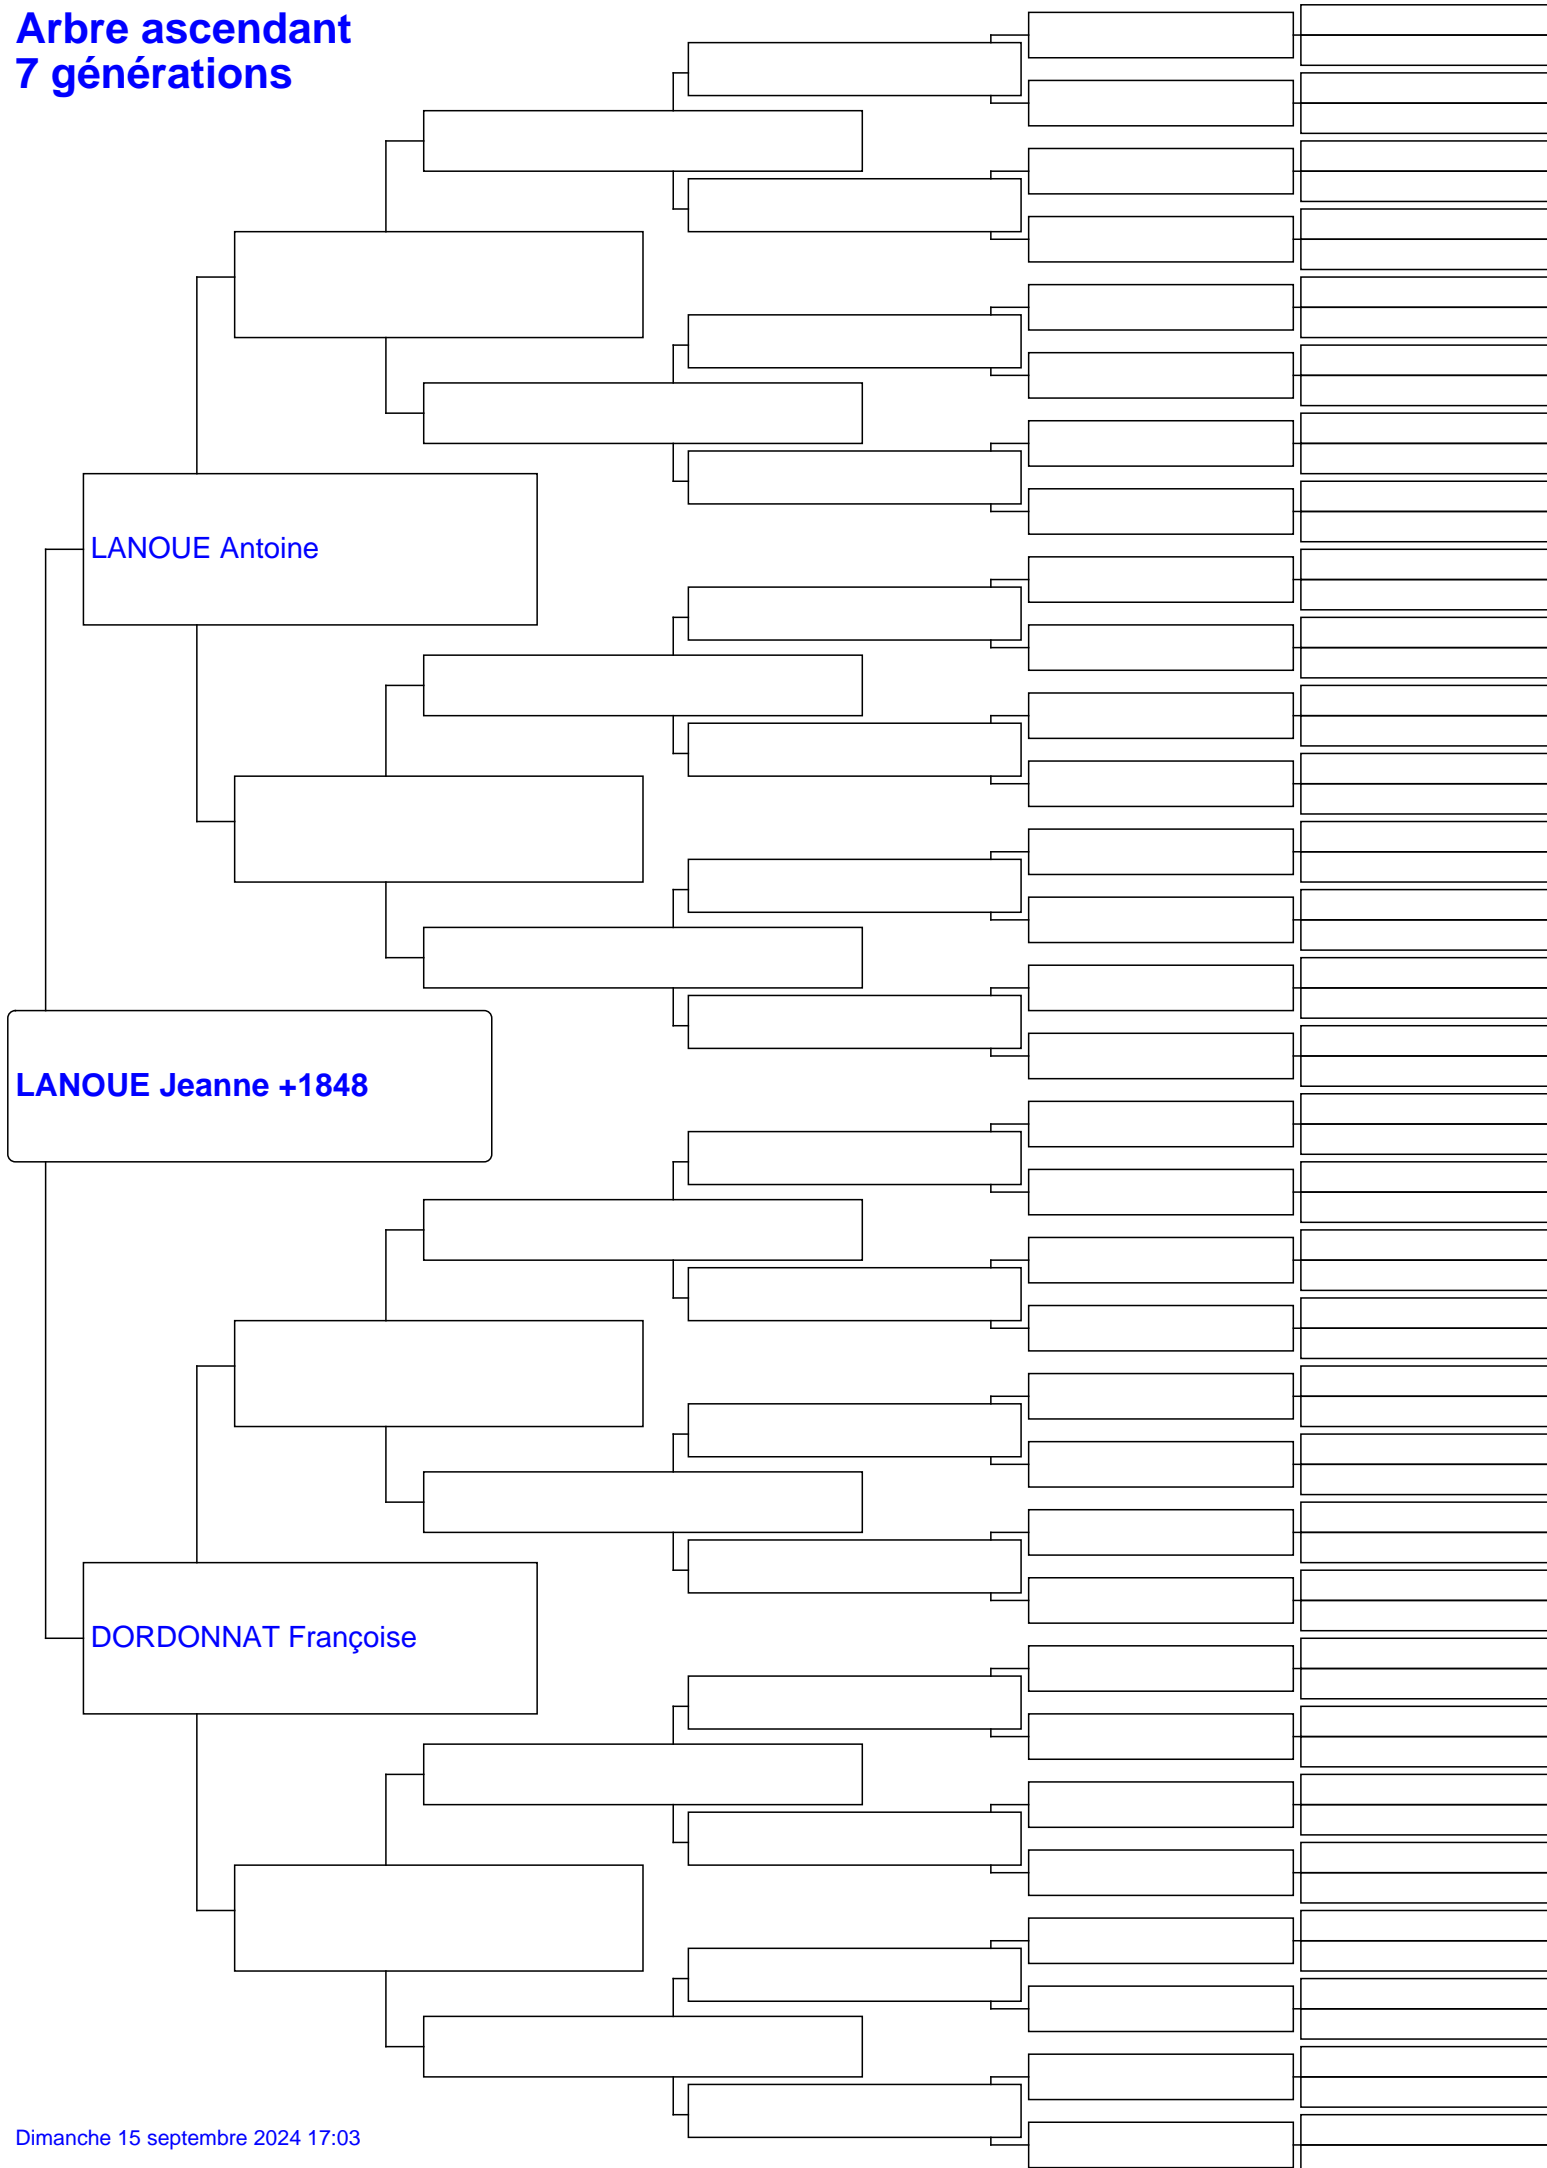 Arbre ascendant
7 générations
LANOUE Antoine
LANOUE Jeanne +1848
DORDONNAT Françoise
Dimanche 15 septembre 2024 17:03